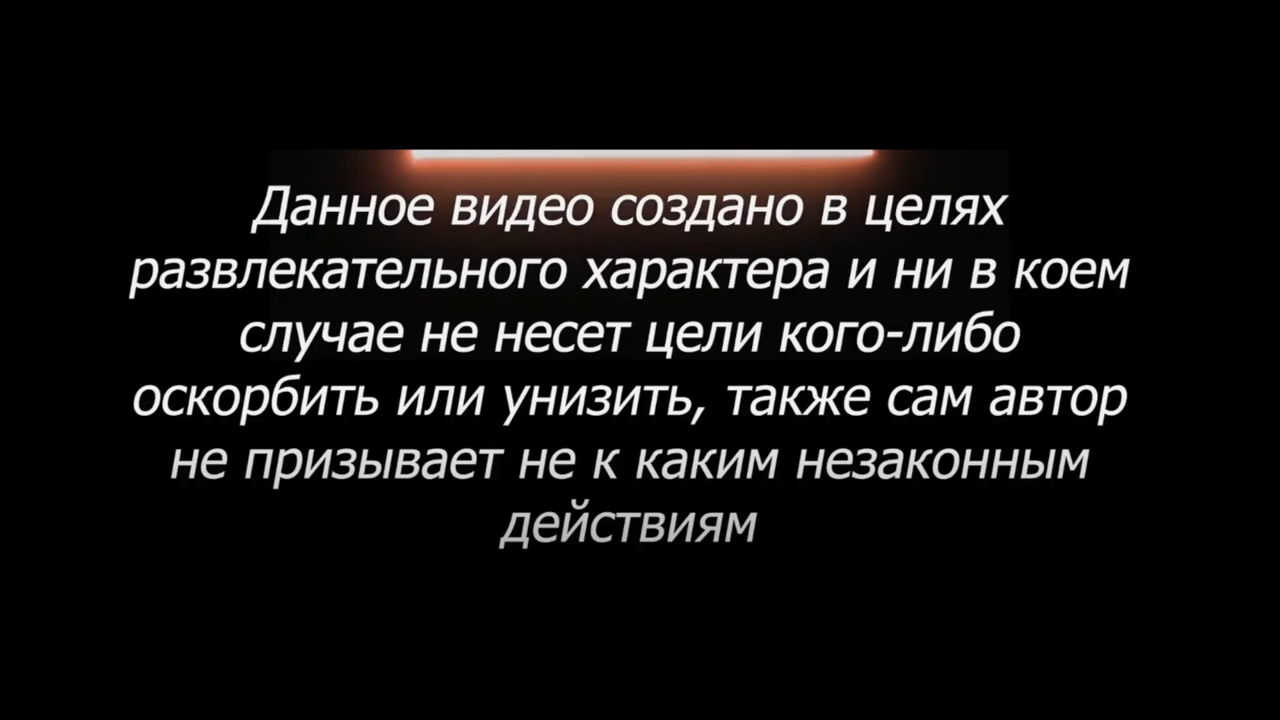 Данное видео создано в целях
развлекательного характера и ни в коем
случае не несет цели кого-либо
оскорбить или унизить, также сам автор
не призывает не к каким незаконным
действиям